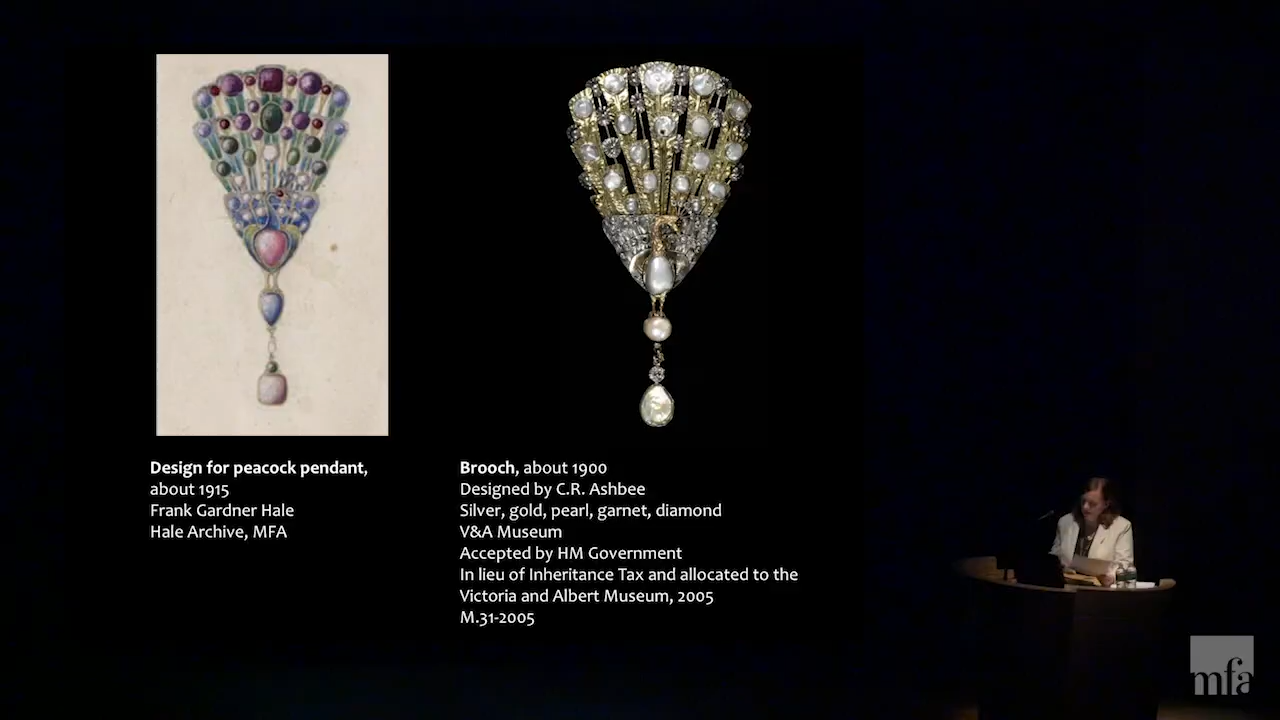 Design for peacock pendant,
about 1915
Frank Gardner Hale
Hale Archive, MFA
Brooch, about 1900
Designed by C.R. Ashbee
Silver, gold, pearl, garnet, diamond
V&A Museum
Accepted by HM Government
In lieu of Inheritance Tax and allocated to the
Victoria and Albert Museum, 2005
M.31-2005
mfa